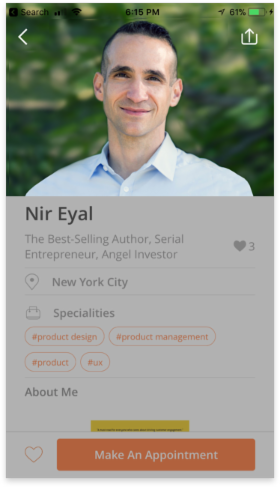 Search
6:15 PM
61%
Nir Eyal
The Best-Selling Author, Serial
Entrepreneur, Angel Investor
3
New York City
Specialities
#product design
#product management
#product
#ux
About Me
Make An Appointment